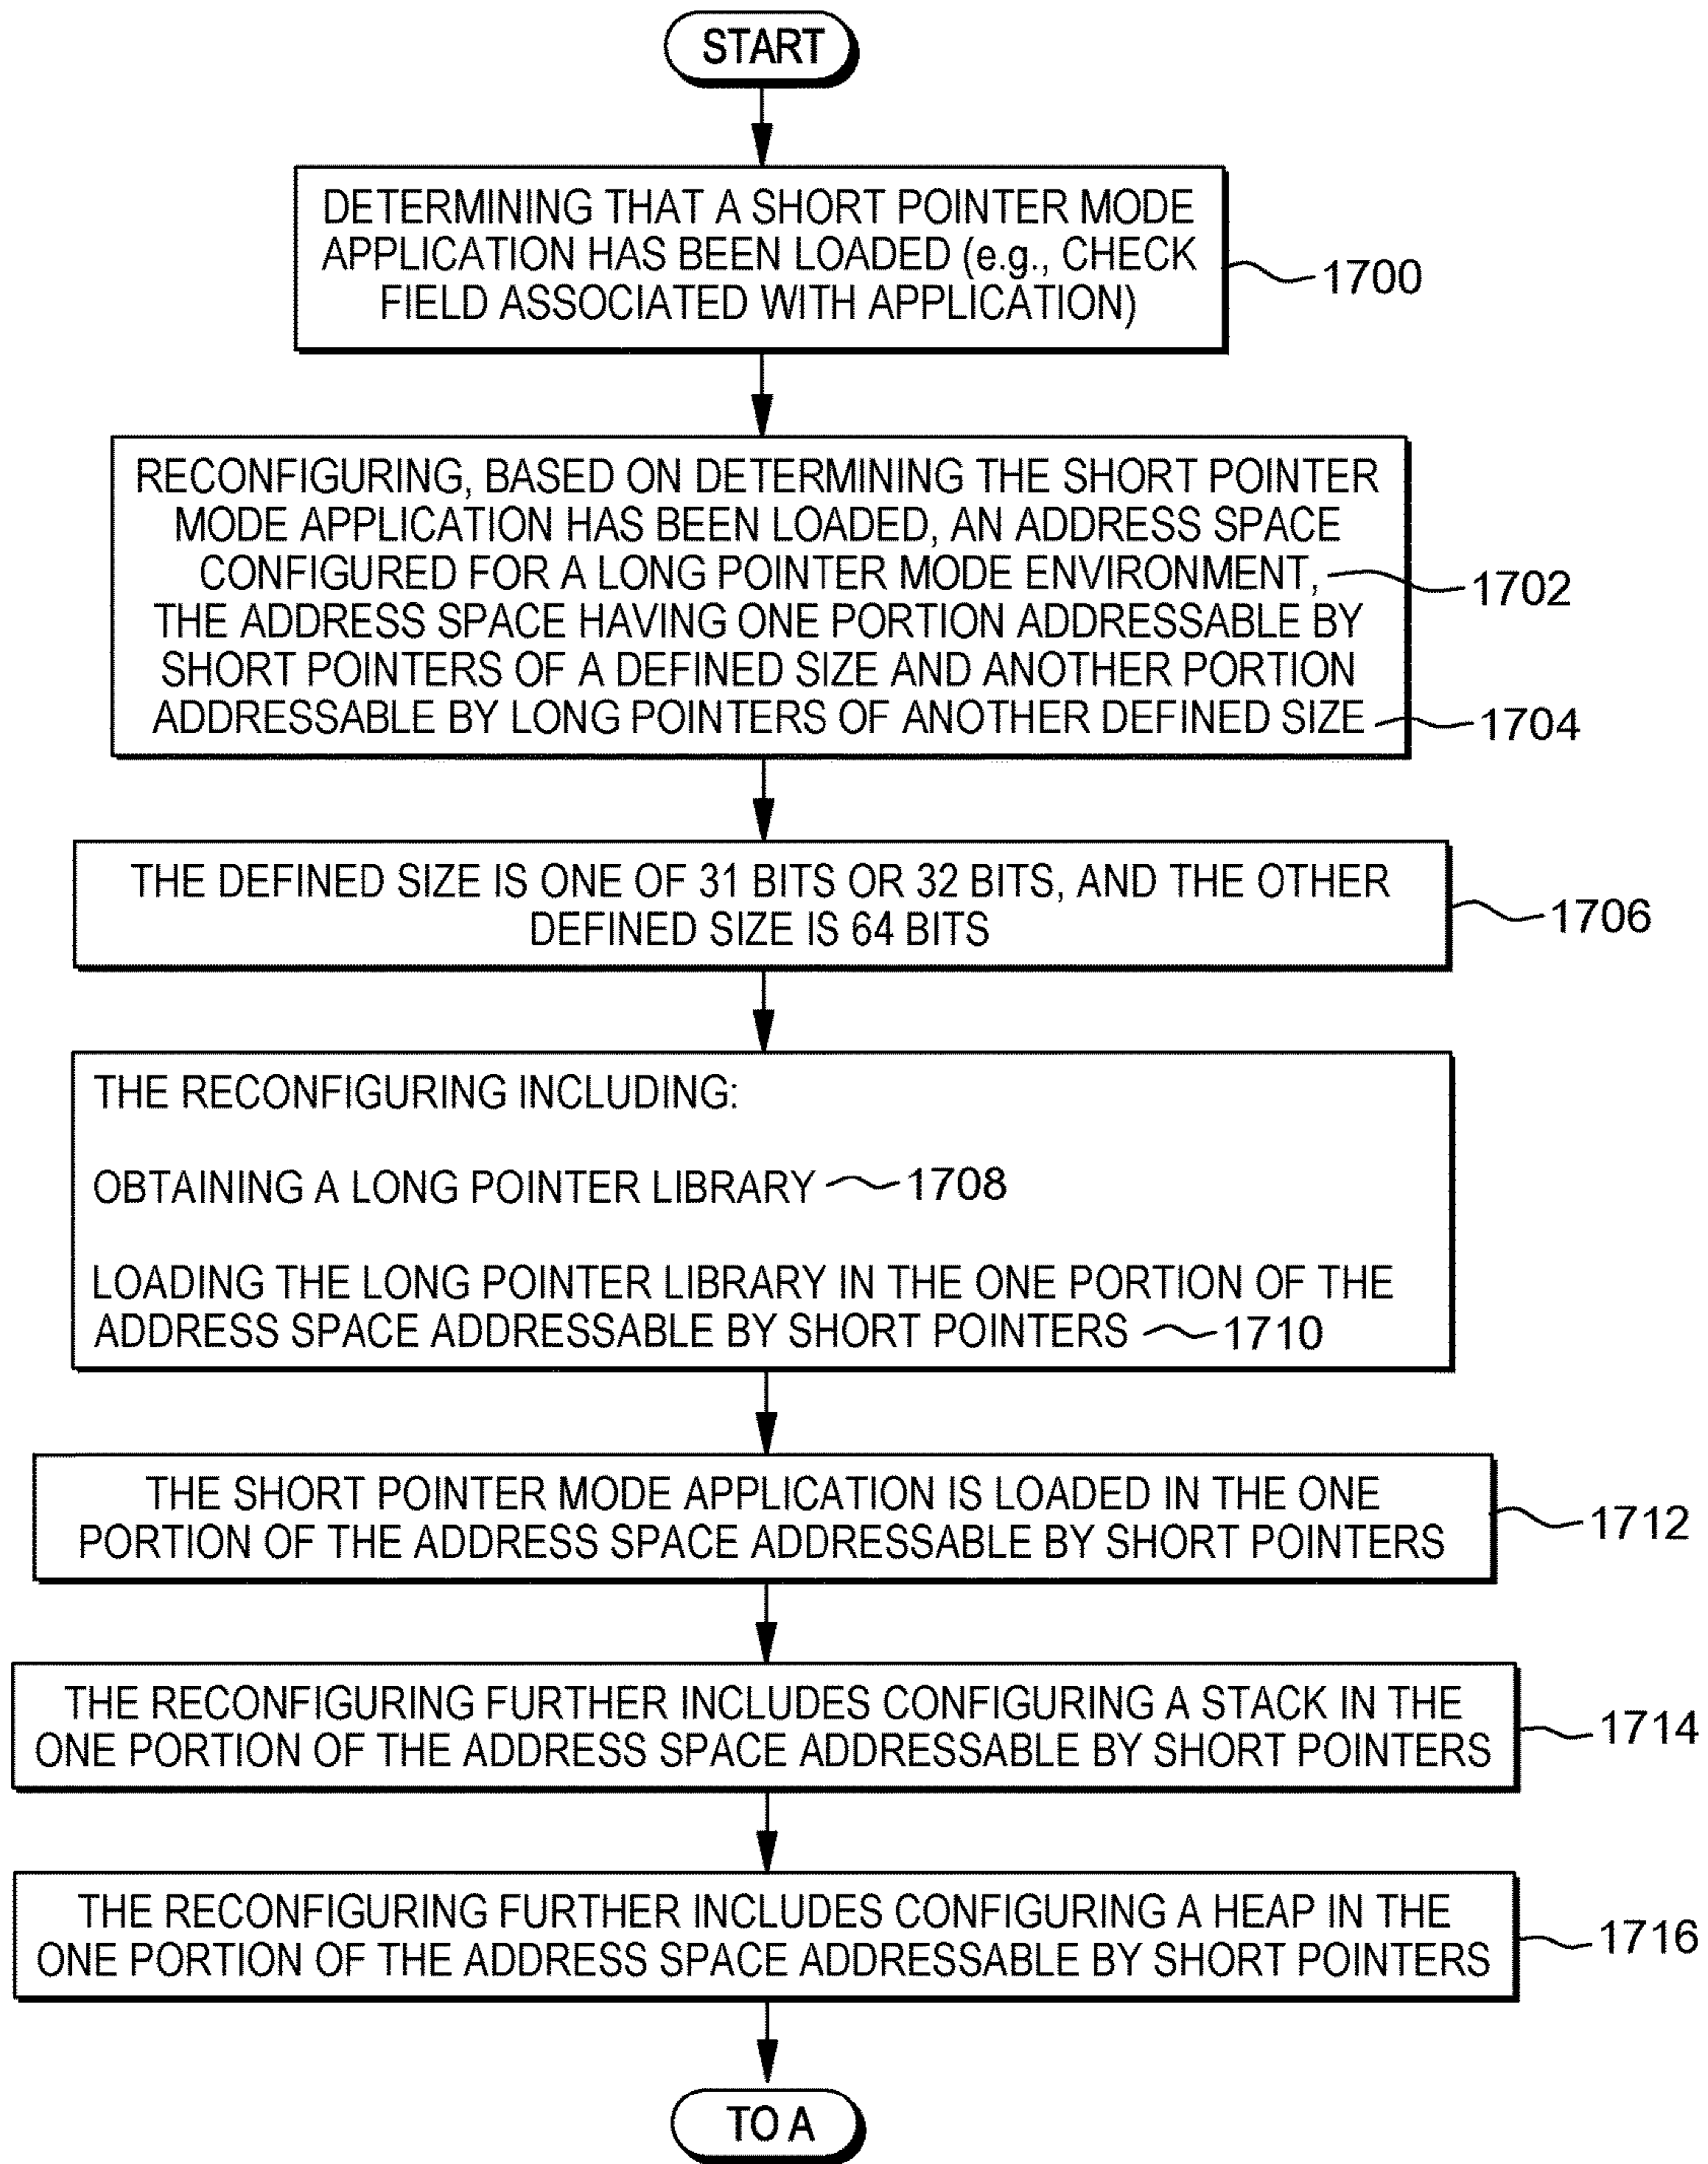 START
DETERMINING THAT A SHORT POINTER MODE
APPLICATION HAS BEEN LOADED (e.g., CHECK
FIELD ASSOCIATED WITH APPLICATION)
1700
RECONFIGURING, BASED ON DETERMINING THE SHORT POINTER
MODE APPLICATION HAS BEEN LOADED, AN ADDRESS SPACE
CONFIGURED FOR A LONG POINTER MODE ENVIRONMENT,
1702
THE ADDRESS SPACE HAVING ONE PORTION ADDRESSABLE BY
SHORT POINTERS OF A DEFINED SIZE AND ANOTHER PORTION
ADDRESSABLE BY LONG POINTERS OF ANOTHER DEFINED SIZE
1704
THE DEFINED SIZE IS ONE OF 31 BITS OR 32 BITS, AND THE OTHER
DEFINED SIZE IS 64 BITS
1706
THE RECONFIGURING INCLUDING:
OBTAINING A LONG POINTER LIBRARY 1708
LOADING THE LONG POINTER LIBRARY IN THE ONE PORTION OF THE
ADDRESS SPACE ADDRESSABLE BY SHORT POINTERS 1710
THE SHORT POINTER MODE APPLICATION IS LOADED IN THE ONE
PORTION OF THE ADDRESS SPACE ADDRESSABLE BY SHORT POINTERS
1712
THE RECONFIGURING FURTHER INCLUDES CONFIGURING A STACK IN THE
ONE PORTION OF THE ADDRESS SPACE ADDRESSABLE BY SHORT POINTERS
1714
THE RECONFIGURING FURTHER INCLUDES CONFIGURING A HEAP IN THE
ONE PORTION OF THE ADDRESS SPACE ADDRESSABLE BY SHORT POINTERS
1716
TO A